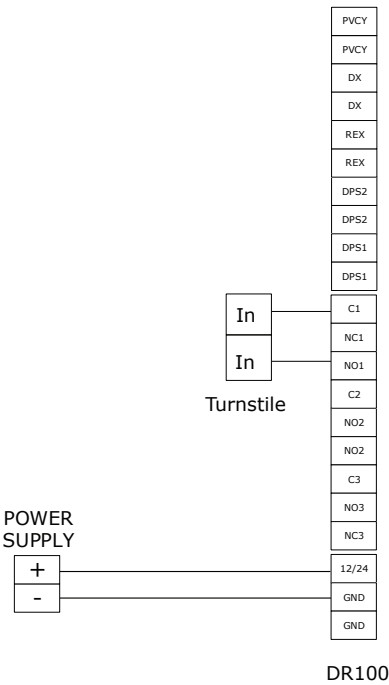 PVCY
PVCY
DX
DX
REX
REX
DPS2
DPS2
DPS1
DPS1
C1
NC1
NO1
C2
NO2
NO2
C3
NO3
NC3
12/24
GND
GND
DR100
In
In
Turnstile
POWER
SUPPLY
+
-